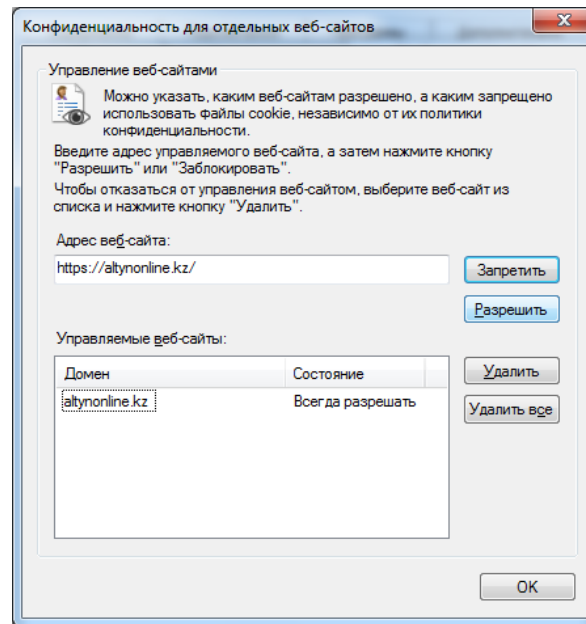 Конфиденциальность для отдельных веб-сайтов
Управление веб-сайтами
Можно указать, каким веб-сайтам разрешено, а каким запрещено
использовать файлы cookie, независимо от их политики
конфиденциальности.
Введите адрес управляемого веб-сайта, а затем нажмите кнопку
"Разрешить" или "Заблокировать".
Чтобы отказаться от управления веб-сайтом, выберите веб-сайт из
списка и нажмите кнопку "Удалить".
Адрес веб-сайта:
https://altynonline.kz/
Запретить
Разрешить
Управляемые веб-сайты:
Домен Состояние
altynonline.kz Всегда разрешать
Удалить
Удалить все
OK